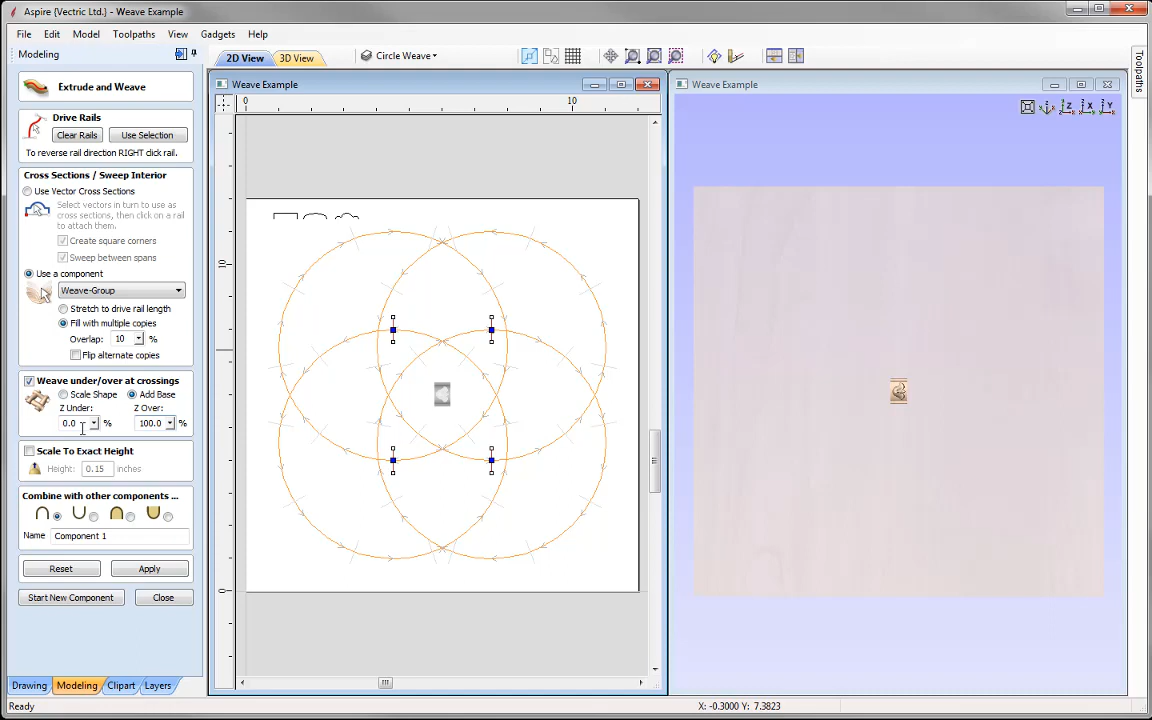 Aspire {Vectric Ltd.} - Weave Example
File Edit Model Toolpaths View Gadgets Help
Modeling
2D View 3D View Circle Weave
Extrude and Weave
Drive Rails
Clear Rails Use Selection
To reverse rail direction RIGHT click rail.
Cross Sections / Sweep Interior
Use Vector Cross Sections
Select vectors in turn to use as
cross sections, then click on a rail
to attach them.
Create square corners
Sweep between spans
Use a component
Weave-Group
Stretch to drive rail length
Fill with multiple copies
Overlap: 10 %
Flip alternate copies
Weave under/over at crossings
Scale Shape Add Base
Z Under: Z Over:
0.0 % 100.0 %
Scale To Exact Height
Height: 0.15 inches
Combine with other components ...
Name Component 1
Reset Apply
Start New Component Close
Drawing Modeling Clipart Layers
Weave Example
0 10
10
0
Weave Example
Z X Y
Toolpaths
Ready X: -0.3000 Y: 7.3823